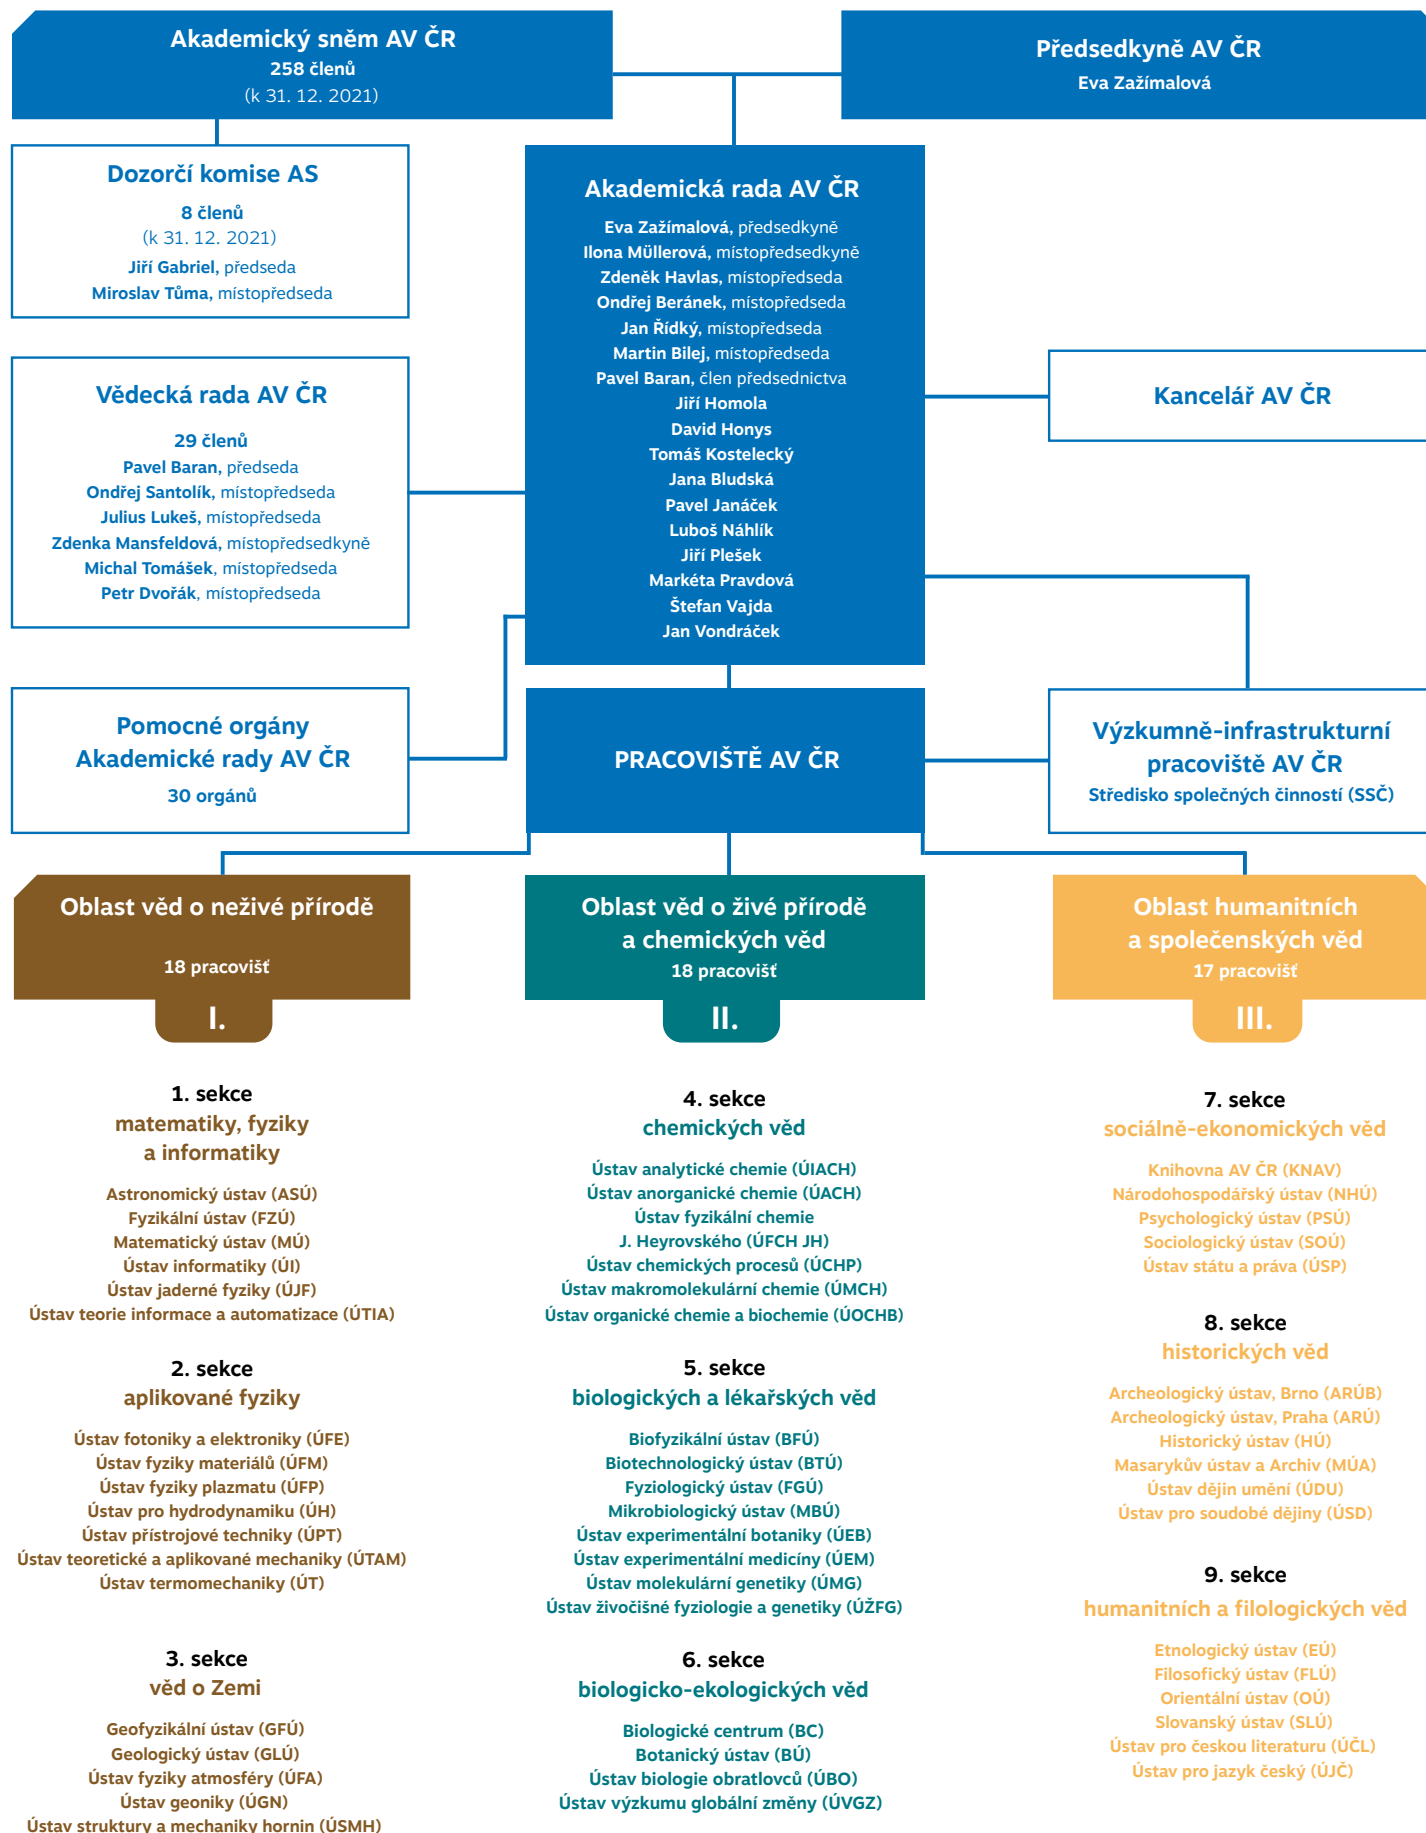 Akademický sněm AV ČR
258 členů
(k 31. 12. 2021)
Předsedkyně AV ČR
Eva Zažímalová
Dozorčí komise AS
8 členů
(k 31. 12. 2021)
Jiří Gabriel, předseda
Miroslav Tůma, místopředseda
Akademická rada AV ČR
Eva Zažímalová, předsedkyně
Ilona Müllerová, místopředsedkyně
Zdeněk Havlas, místopředseda
Ondřej Beránek, místopředseda
Jan Řídký, místopředseda
Martin Bilej, místopředseda
Pavel Baran, člen předsednictva
Jiří Homola
David Honys
Tomáš Kostelecký
Jana Bludská
Pavel Janáček
Luboš Náhlík
Jiří Plešek
Markéta Pravdová
Štefan Vajda
Jan Vondráček
Vědecká rada AV ČR
29 členů
Pavel Baran, předseda
Ondřej Santolík, místopředseda
Julius Lukeš, místopředseda
Zdenka Mansfeldová, místopředsedkyně
Michal Tomášek, místopředseda
Petr Dvořák, místopředseda
Kancelář AV ČR
Pomocné orgány
Akademické rady AV ČR
30 orgánů
PRACOVIŠTĚ AV ČR
Výzkumně-infrastrukturní
pracoviště AV ČR
Středisko společných činností (SSČ)
Oblast věd o neživé přírodě
18 pracovišť
I.
1. sekce
matematiky, fyziky
a informatiky
Astronomický ústav (ASÚ)
Fyzikální ústav (FZÚ)
Matematický ústav (MÚ)
Ústav informatiky (ÚI)
Ústav jaderné fyziky (ÚJF)
Ústav teorie informace a automatizace (ÚTIA)
2. sekce
aplikované fyziky
Ústav fotoniky a elektroniky (ÚFE)
Ústav fyziky materiálů (ÚFM)
Ústav fyziky plazmatu (ÚFP)
Ústav pro hydrodynamiku (ÚH)
Ústav přístrojové techniky (ÚPT)
Ústav teoretické a aplikované mechaniky (ÚTAM)
Ústav termomechaniky (ÚT)
3. sekce
věd o Zemi
Geofyzikální ústav (GFÚ)
Geologický ústav (GLÚ)
Ústav fyziky atmosféry (ÚFA)
Ústav geoniky (ÚGN)
Ústav struktury a mechaniky hornin (ÚSMH)
Oblast věd o živé přírodě
a chemických věd
18 pracovišť
II.
4. sekce
chemických věd
Ústav analytické chemie (ÚIACH)
Ústav anorganické chemie (ÚACH)
Ústav fyzikální chemie
J. Heyrovského (ÚFCH JH)
Ústav chemických procesů (ÚCHP)
Ústav makromolekulární chemie (ÚMCH)
Ústav organické chemie a biochemie (ÚOCHB)
5. sekce
biologických a lékařských věd
Biofyzikální ústav (BFÚ)
Biotechnologický ústav (BTÚ)
Fyziologický ústav (FGÚ)
Mikrobiologický ústav (MBÚ)
Ústav experimentální botaniky (ÚEB)
Ústav experimentální medicíny (ÚEM)
Ústav molekulární genetiky (ÚMG)
Ústav živočišné fyziologie a genetiky (ÚŽFG)
6. sekce
biologicko-ekologických věd
Biologické centrum (BC)
Botanický ústav (BÚ)
Ústav biologie obratlovců (ÚBO)
Ústav výzkumu globální změny (ÚVGZ)
Oblast humanitních
a společenských věd
17 pracovišť
III.
7. sekce
sociálně-ekonomických věd
Knihovna AV ČR (KNAV)
Národohospodářský ústav (NHÚ)
Psychologický ústav (PSÚ)
Sociologický ústav (SOÚ)
Ústav státu a práva (ÚSP)
8. sekce
historických věd
Archeologický ústav, Brno (ARÚB)
Archeologický ústav, Praha (ARÚ)
Historický ústav (HÚ)
Masarykův ústav a Archiv (MÚA)
Ústav dějin umění (ÚDU)
Ústav pro soudobé dějiny (ÚSD)
9. sekce
humanitních a filologických věd
Etnologický ústav (EÚ)
Filosofický ústav (FLÚ)
Orientální ústav (OÚ)
Slovanský ústav (SLÚ)
Ústav pro českou literaturu (ÚČL)
Ústav pro jazyk český (ÚJČ)